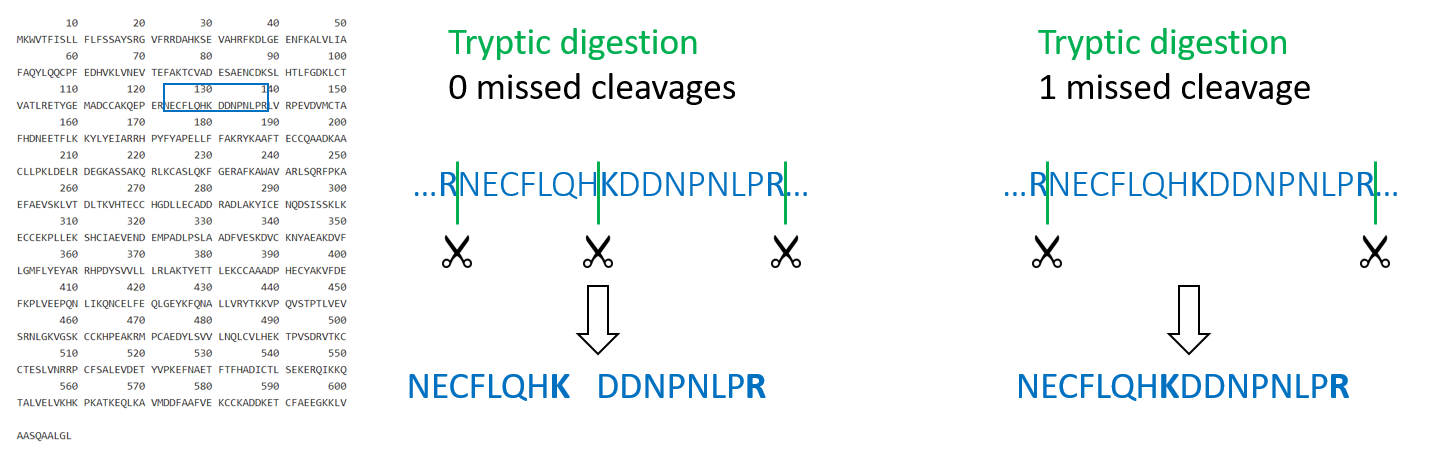 10 20 30 40 50
MKWVTFISLL FLFSSAYSRG VFRRDAHKSE VAHRFKDLGE ENFKALVLIA
60 70 80 90 100
FAQYLQQCPF EDHVKLVNEV TEFAKTCVAD ESAENCDKSL HTLFGDKLCT
110 120 130 140 150
VATLRETYGE MADCCAKQEP ERNECFLQHK DDNPNLPRLV RPEVDVMCTA
160 170 180 190 200
FHDNEETFLK KYLYEIARRH PYFYAPELLF FAKRYKAAFT ECCQAADKAA
210 220 230 240 250
CLLPKLDELR DEGKASSAKQ RLKCASLQKF GERAFKAWAV ARLSQRFPKA
260 270 280 290 300
EFAEVSKLVT DLTKVHTECC HGDLLECADD RADLAKYICE NQDSISSKLK
310 320 330 340 350
ECCEKPLLEK SHCIAEVEND EMPADLPSLA ADFVESKDVC KNYAEAKDVF
360 370 380 390 400
LGMFLYEYAR RHPDYSVVLL LRLAKTYETT LEKCCAAADP HECYAKVFDE
410 420 430 440 450
FKPLVEEPQN LIKQNCELFE QLGEYKFQNA LLVRYTKKVP QVSTPTLVEV
460 470 480 490 500
SRNLGKVGSK CCKHPEAKRM PCAEDYLSVV LNQLCVLHEK TPVSDRVTKC
510 520 530 540 550
CTESLVNRRP CFSALEVDET YVPKEFNAET FTFHADICTL SEKERQIKKQ
560 570 580 590 600
TALVELVKHK PKATKEQLKA VMDDFAAFVE KCCKADDKET CFAEEGKKLV
AASQAALGL
Tryptic digestion
0 missed cleavages
...RNECFLQHKDDNPNLPR...
NECFLQHK DDNPNLPR
Tryptic digestion
1 missed cleavage
...RNECFLQHKDDNPNLPR...
NECFLQHKDDNPNLPR